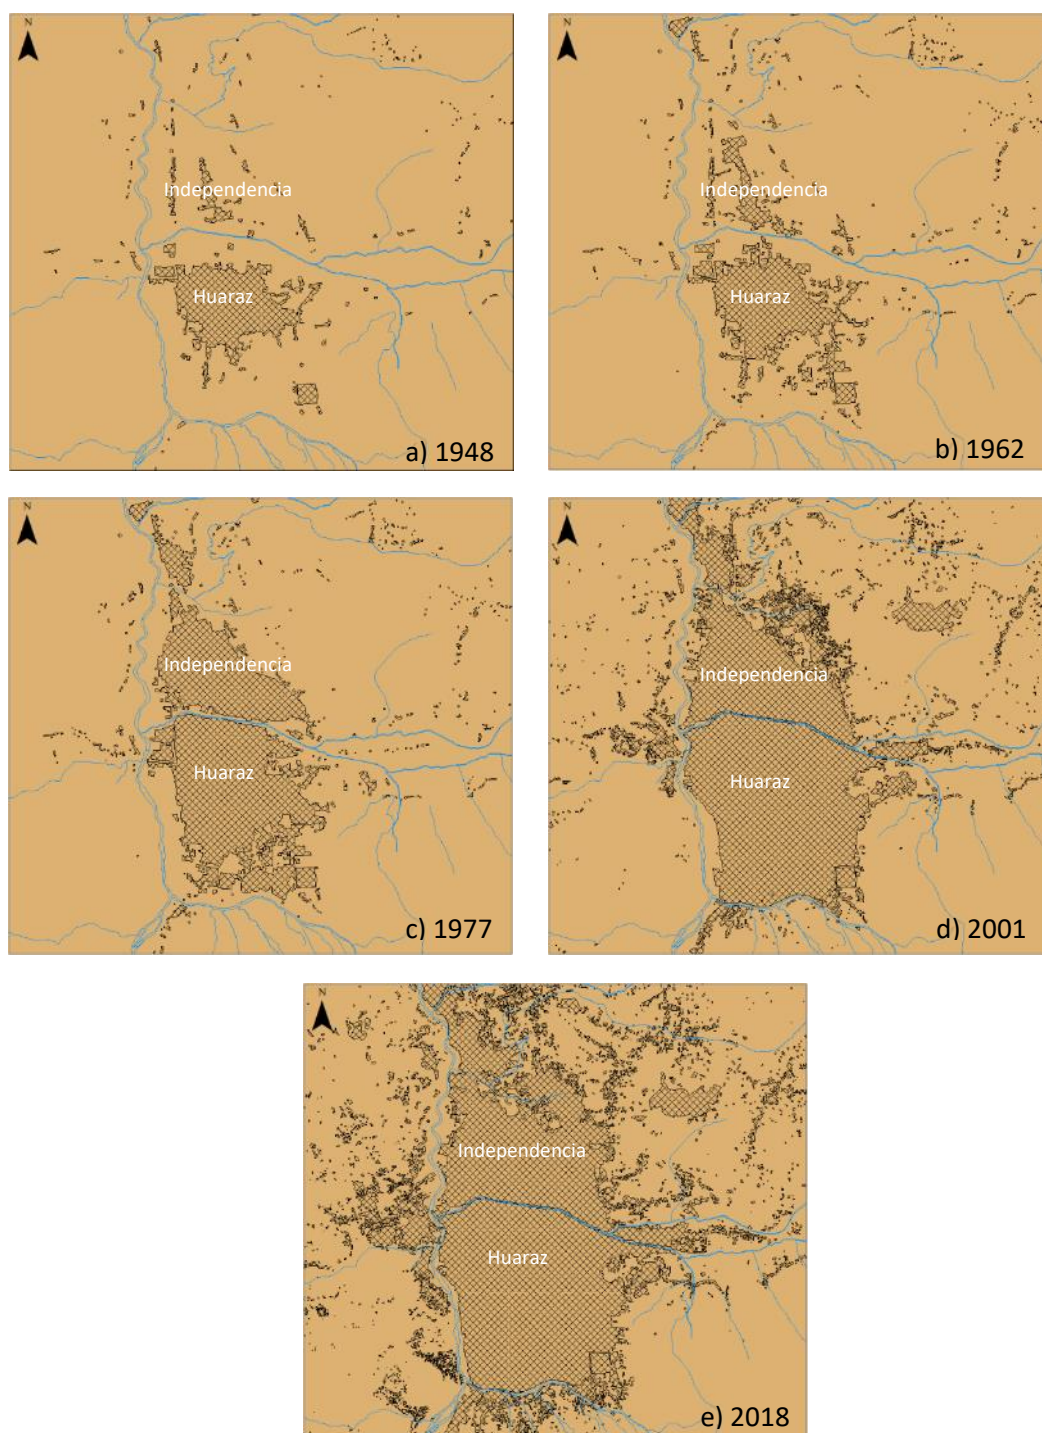 N
Independencia
Huaraz
a) 1948
N
Independencia
Huaraz
b) 1962
N
Independencia
Huaraz
c) 1977
N
Independencia
Huaraz
d) 2001
N
Independencia
Huaraz
e) 2018